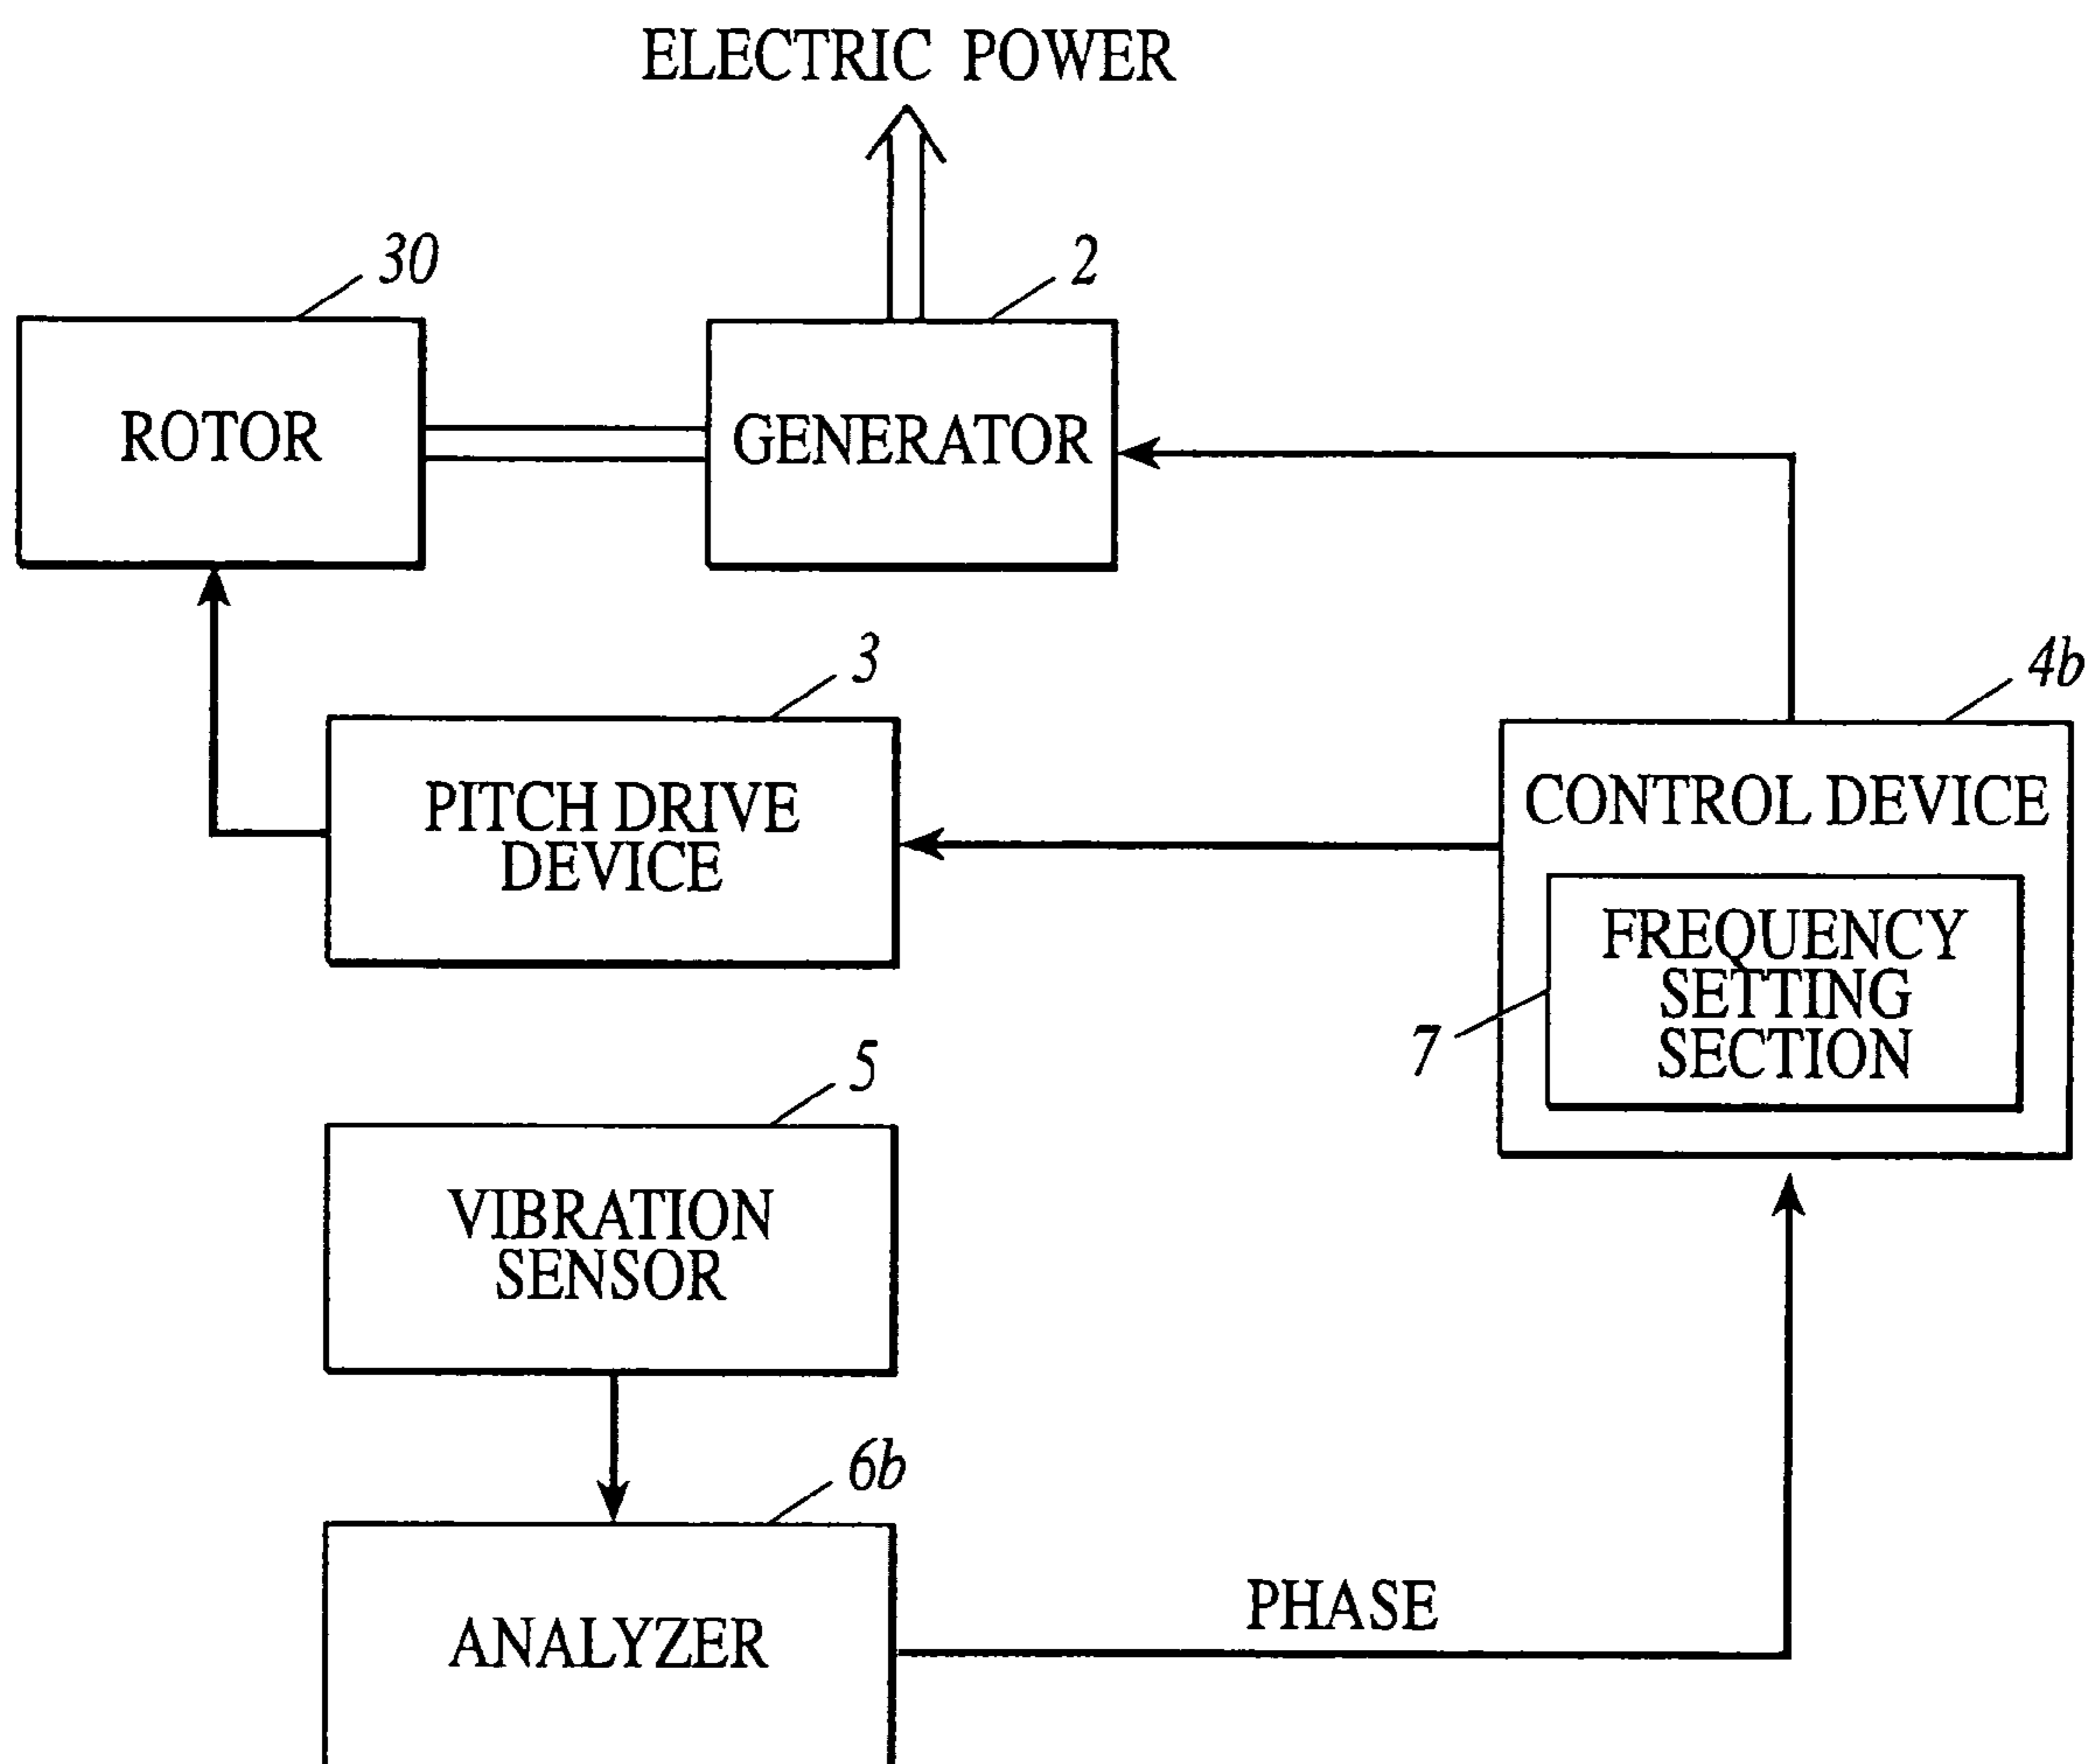 ELECTRIC POWER
30
2
ROTOR
GENERATOR
3
4b
PITCH DRIVE
DEVICE
CONTROL DEVICE
FREQUENCY
SETTING
SECTION
7
5
VIBRATION
SENSOR
6b
ANALYZER
PHASE